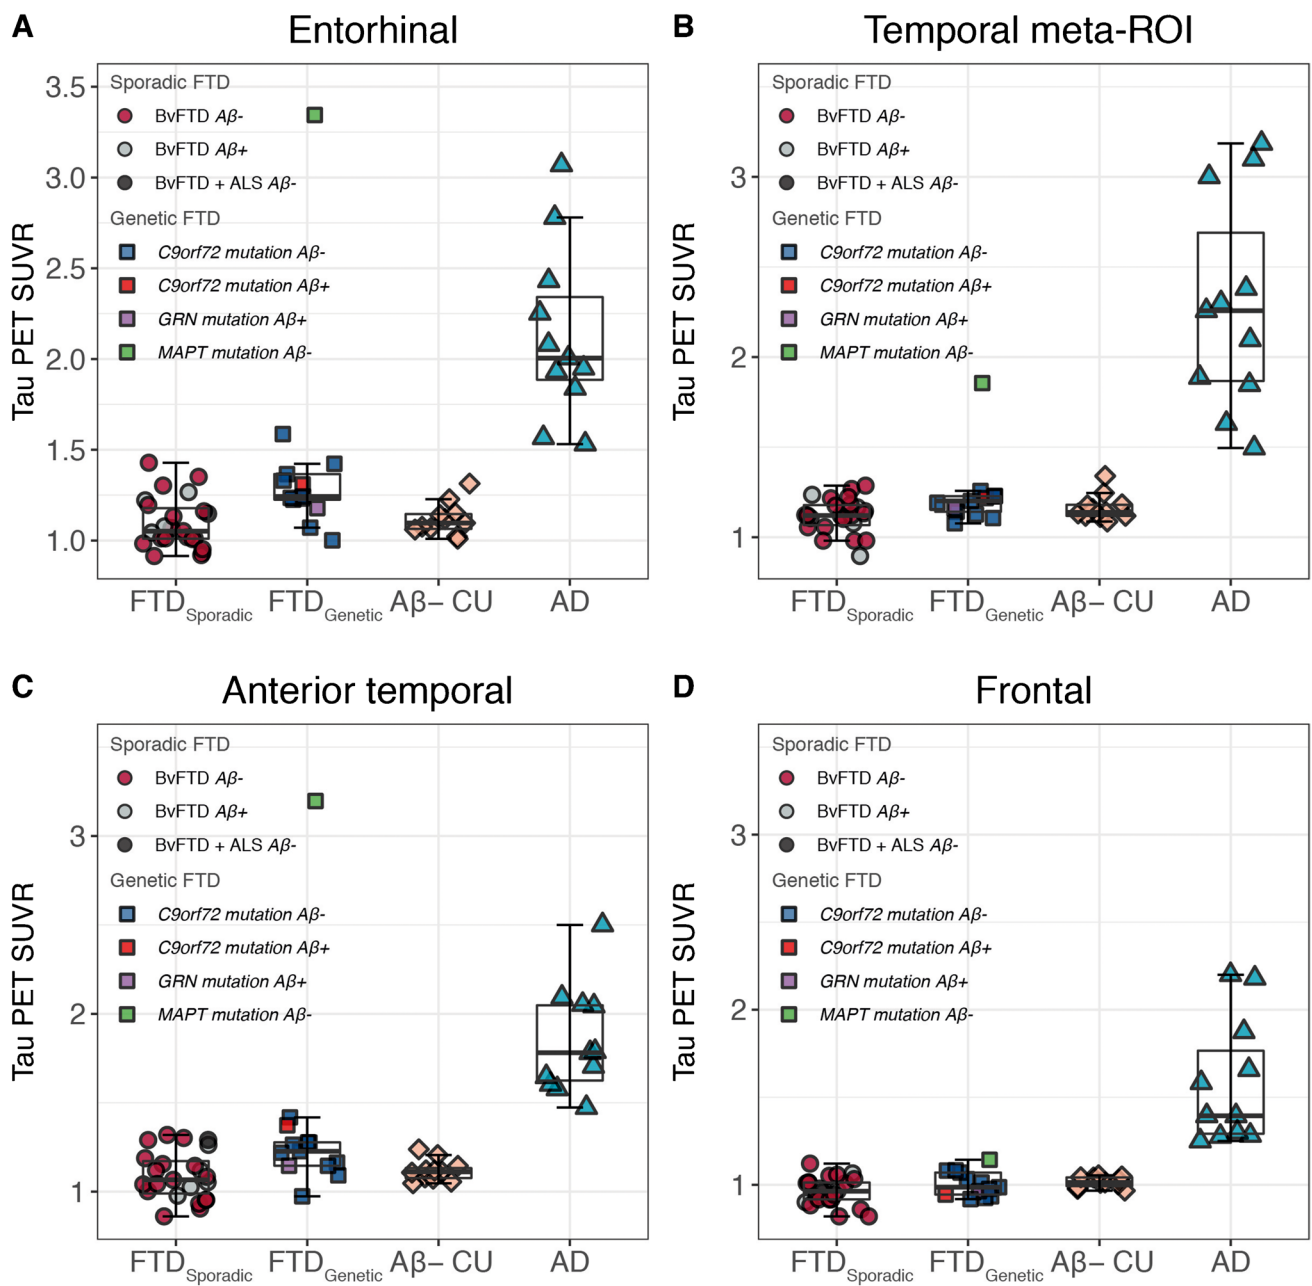 A
Entorhinal
Tau PET SUVR
3.5
3.0
2.5
2.0
1.5
1.0
Sporadic FTD
BvFTD Aβ-
BvFTD Aβ+
BvFTD + ALS Aβ-
Genetic FTD
C9orf72 mutation Aβ-
C9orf72 mutation Aβ+
GRN mutation Aβ+
MAPT mutation Aβ-
FTDSporadic FTDGenetic Aβ− CU AD
B
Temporal meta-ROI
Tau PET SUVR
3
2
1
Sporadic FTD
BvFTD Aβ-
BvFTD Aβ+
BvFTD + ALS Aβ-
Genetic FTD
C9orf72 mutation Aβ-
C9orf72 mutation Aβ+
GRN mutation Aβ+
MAPT mutation Aβ-
FTDSporadic FTDGenetic Aβ− CU AD
C
Anterior temporal
Tau PET SUVR
3
2
1
Sporadic FTD
BvFTD Aβ-
BvFTD Aβ+
BvFTD + ALS Aβ-
Genetic FTD
C9orf72 mutation Aβ-
C9orf72 mutation Aβ+
GRN mutation Aβ+
MAPT mutation Aβ-
FTDSporadic FTDGenetic Aβ− CU AD
D
Frontal
Tau PET SUVR
3
2
1
Sporadic FTD
BvFTD Aβ-
BvFTD Aβ+
BvFTD + ALS Aβ-
Genetic FTD
C9orf72 mutation Aβ-
C9orf72 mutation Aβ+
GRN mutation Aβ+
MAPT mutation Aβ-
FTDSporadic FTDGenetic Aβ− CU AD